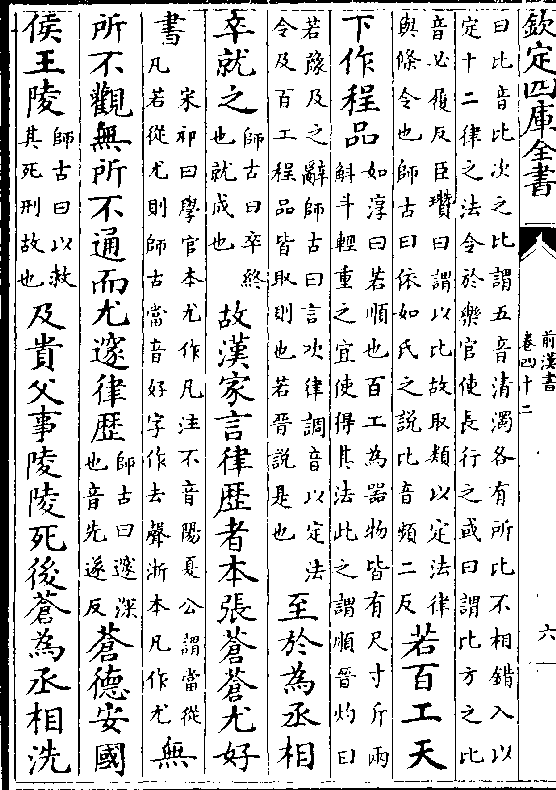 欽定四庫全書
前漢書
卷四十二
六
曰比音比次之比謂五音清濁各有所比不相錯入以
定十二律之法令於樂官使長行之或曰謂比方之比
音必履反臣瓚曰謂以比故取類以定法律
與條令也師古曰依如氏之說比音頻二反
若百工天
下作程品
如淳曰若順也百工為器物皆有尺寸斤兩
斛斗輕重之宜使得其法此之謂順晉灼曰
若豫及之辭師古曰言次律調音以定法
令及百工程品皆取則也若晉說是也
至於為丞相
卒就之
師古曰卒終
也就成也
故漢家言律歴者本張蒼蒼尤好
書
宋祁曰學官本尤作凡注不音陽夏公謂當從
凡若從尤則師古當音好字作去聲浙本凡作尤
無
所不觀無所不通而尤邃律歴
師古曰邃深
也音先遂反
蒼德安國
侯王陵
師古曰以救
其死刑故也
及貴父事陵陵死後蒼為丞相洗